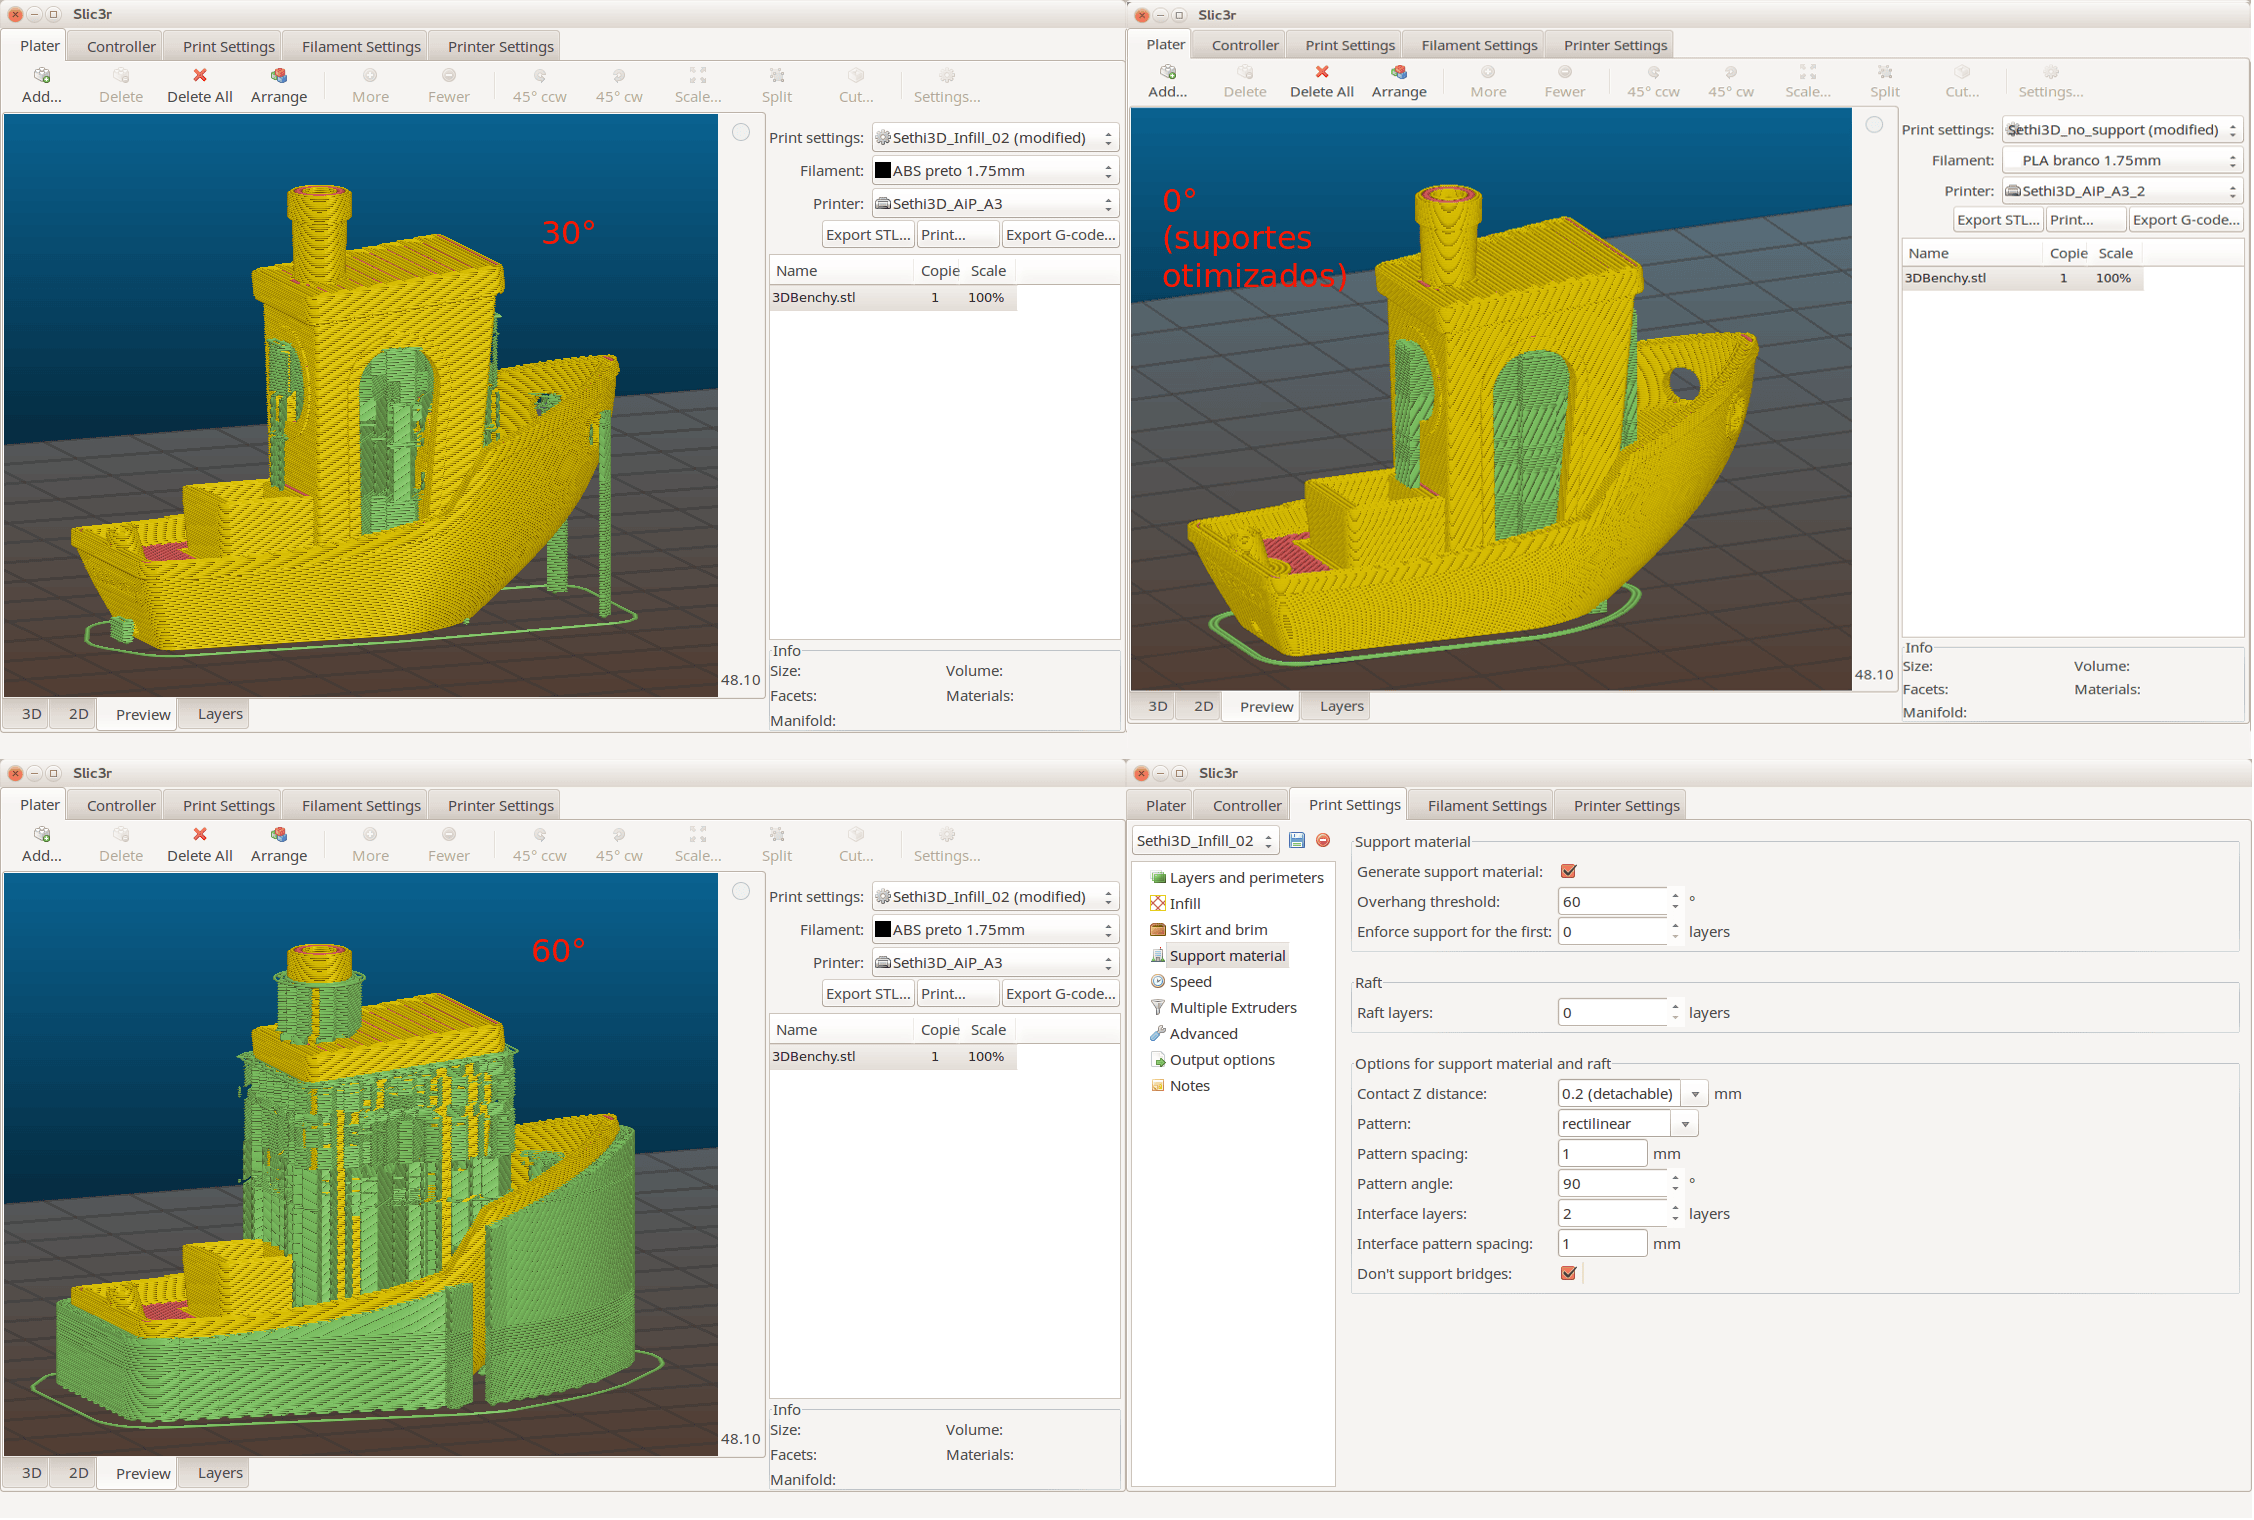 Slic3r
Plater Controller Print Settings Filament Settings Printer Settings
Add... Delete Delete All Arrange More Fewer 45° ccw 45° cw Scale... Split Cut... Settings...
30°
Print settings: Sethi3D_Infill_02 (modified)
Filament: ABS preto 1.75mm
Printer: Sethi3D_AiP_A3
Export STL... Print... Export G-code...
Name Copie Scale
3DBenchy.stl 1 100%
Info
Size: Volume:
Facets: Materials:
Manifold:
48.10
3D 2D Preview Layers
Slic3r
Plater Controller Print Settings Filament Settings Printer Settings
Add... Delete Delete All Arrange More Fewer 45° ccw 45° cw Scale... Split Cut... Settings...
0°
(suportes
otimizados)
Print settings: Sethi3D_no_support (modified)
Filament: PLA branco 1.75mm
Printer: Sethi3D_AiP_A3_2
Export STL... Print... Export G-code...
Name Copie Scale
3DBenchy.stl 1 100%
Info
Size: Volume:
Facets: Materials:
Manifold:
48.10
3D 2D Preview Layers
Slic3r
Plater Controller Print Settings Filament Settings Printer Settings
Add... Delete Delete All Arrange More Fewer 45° ccw 45° cw Scale... Split Cut... Settings...
60°
Print settings: Sethi3D_Infill_02 (modified)
Filament: ABS preto 1.75mm
Printer: Sethi3D_AiP_A3
Export STL... Print... Export G-code...
Name Copie Scale
3DBenchy.stl 1 100%
Info
Size: Volume:
Facets: Materials:
Manifold:
48.10
3D 2D Preview Layers
Slic3r
Plater Controller Print Settings Filament Settings Printer Settings
Sethi3D_Infill_02
Layers and perimeters
Infill
Skirt and brim
Support material
Speed
Multiple Extruders
Advanced
Output options
Notes
Support material
Generate support material:
Overhang threshold: 60 °
Enforce support for the first: 0 layers
Raft
Raft layers: 0 layers
Options for support material and raft
Contact Z distance: 0.2 (detachable) mm
Pattern: rectilinear
Pattern spacing: 1 mm
Pattern angle: 90 °
Interface layers: 2 layers
Interface pattern spacing: 1 mm
Don't support bridges: